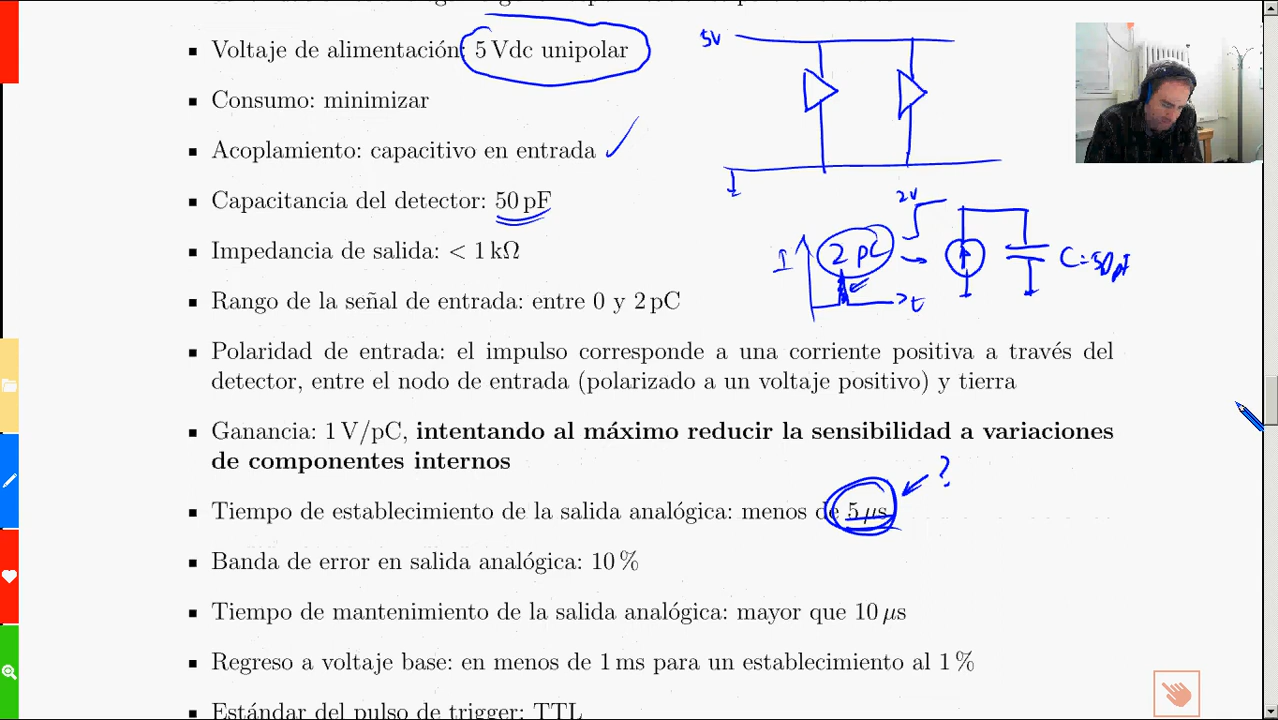 Voltaje de alimentación: 5 Vdc unipolar
Consumo: minimizar
Acoplamiento: capacitivo en entrada
Capacitancia del detector: 50 pF
Impedancia de salida: < 1 kΩ
Rango de la señal de entrada: entre 0 y 2 pC
Polaridad de entrada: el impulso corresponde a una corriente positiva a través del
detector, entre el nodo de entrada (polarizado a un voltaje positivo) y tierra
Ganancia: 1 V/pC, intentando al máximo reducir la sensibilidad a variaciones
de componentes internos
Tiempo de establecimiento de la salida analógica: menos de 5 μs
Banda de error en salida analógica: 10 %
Tiempo de mantenimiento de la salida analógica: mayor que 10 μs
Regreso a voltaje base: en menos de 1 ms para un establecimiento al 1 %
Estándar del pulso de trigger: TTL
5V
2V
I
2 pC
t
C=50pF
?